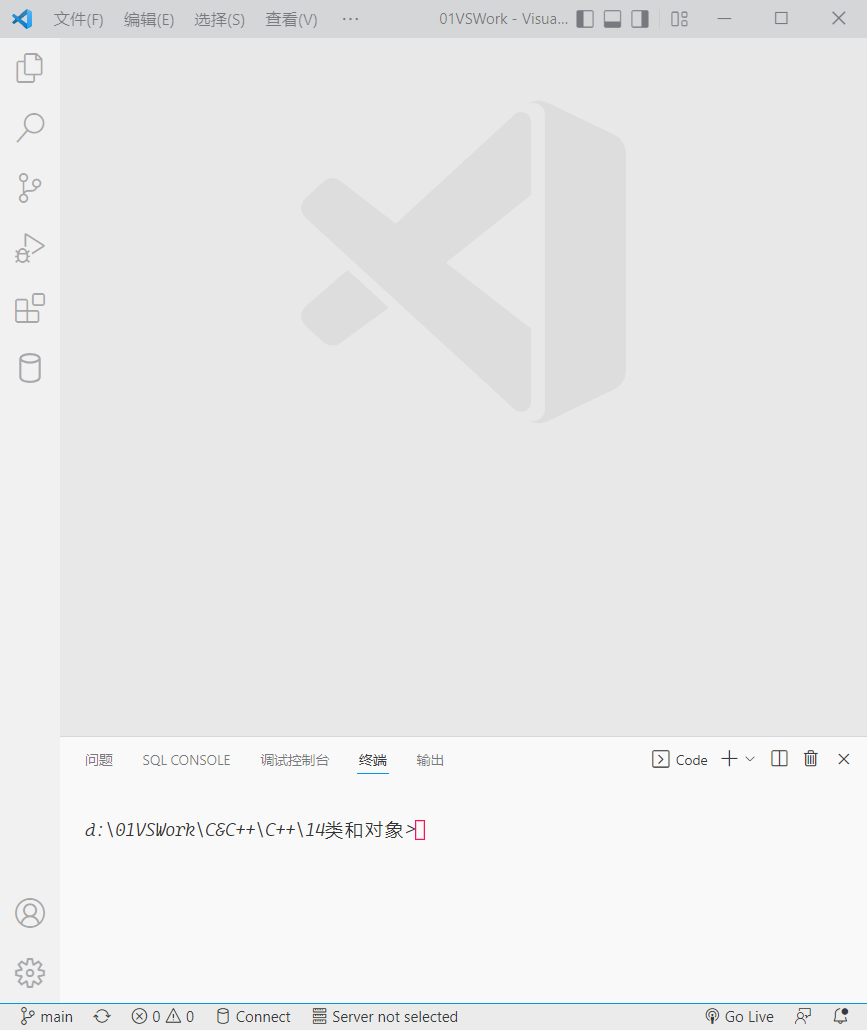 文件(F) 编辑(E) 选择(S) 查看(V) ··· 01VSWork - Visua...
问题 SQL CONSOLE 调试控制台 终端 输出 Code
d:\01VSWork\C&C++\C++\14类和对象>
main 0 0 Connect Server not selected Go Live